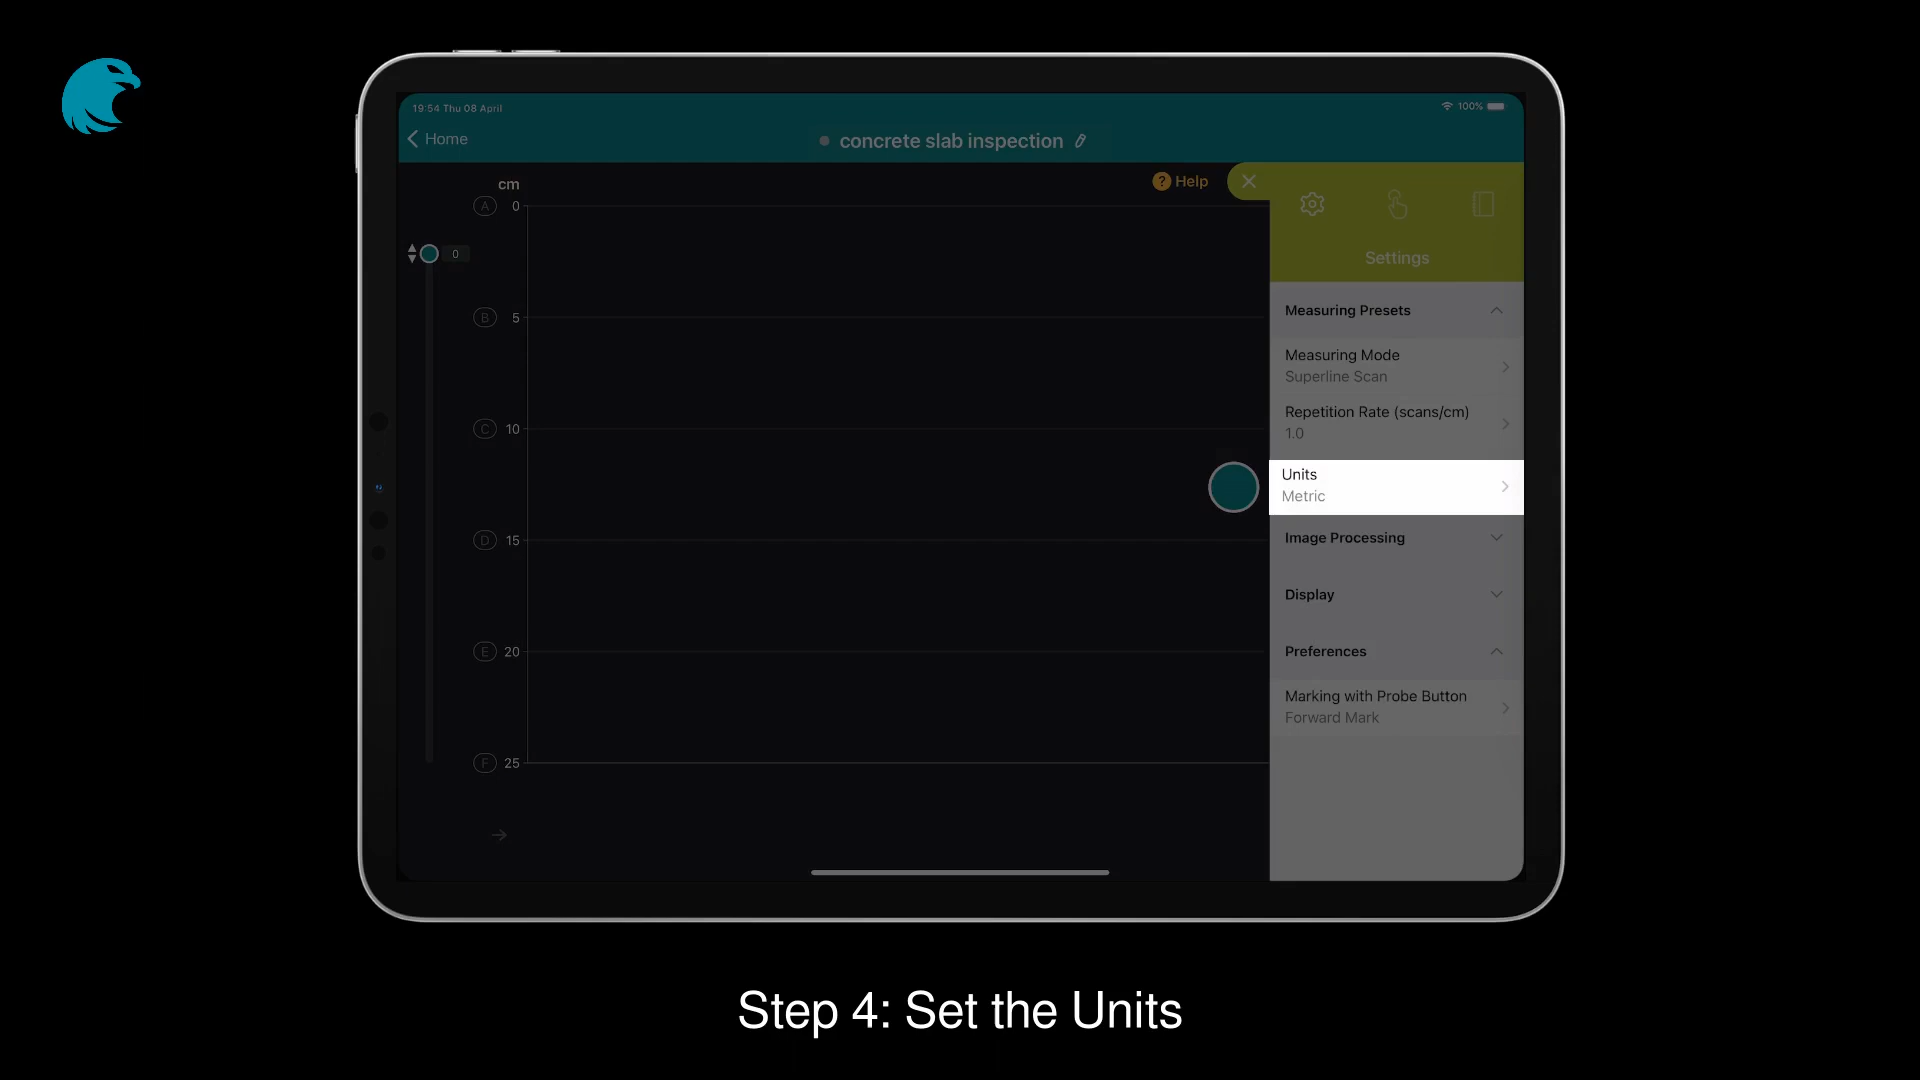 19:54 Thu 08 April
100%
Home
concrete slab inspection
cm
? Help
A 0
0
B 5
C 10
D 15
E 20
F 25
Settings
Measuring Presets
Measuring Mode
Superline Scan
Repetition Rate (scans/cm)
1.0
Units
Metric
Image Processing
Display
Preferences
Marking with Probe Button
Forward Mark
Step 4: Set the Units